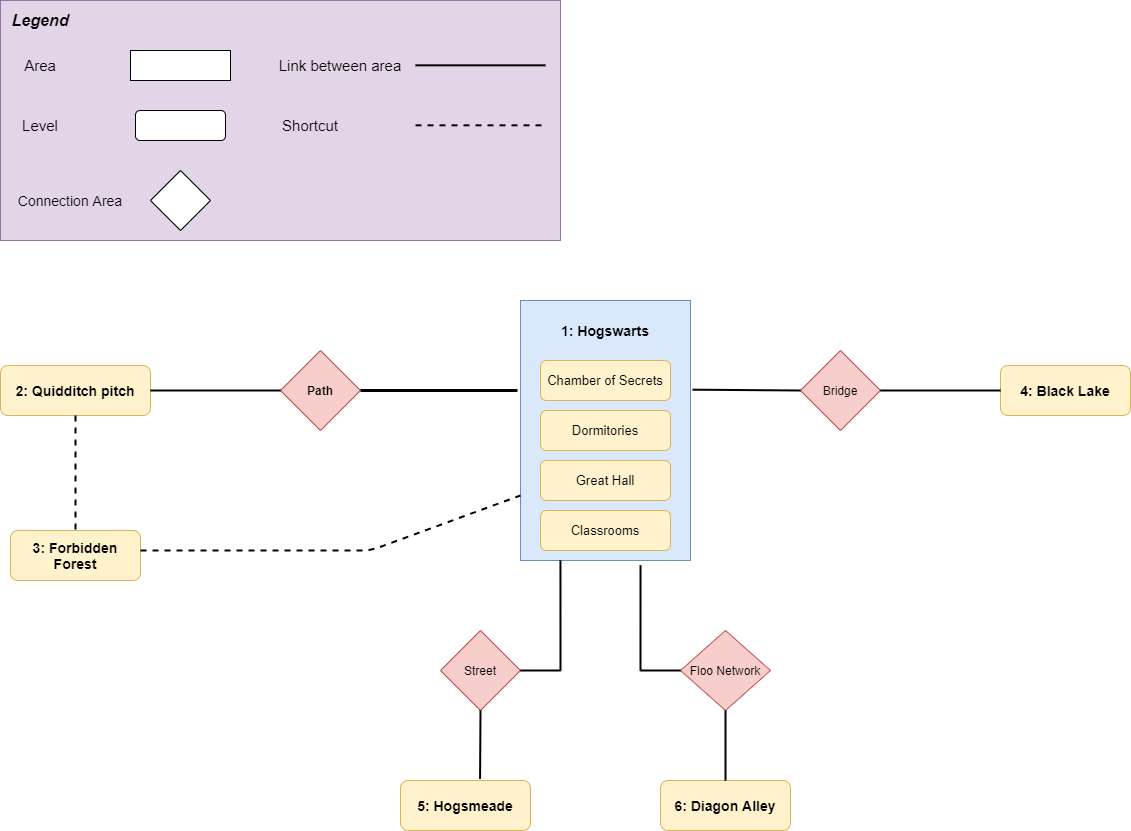 Legend
Area
Link between area
Level
Shortcut
Connection Area
1: Hogswarts
Chamber of Secrets
2: Quidditch pitch
Path
Bridge
4: Black Lake
Dormitories
Great Hall
Classrooms
3: Forbidden
Forest
Street
Floo Network
5: Hogsmeade
6: Diagon Alley